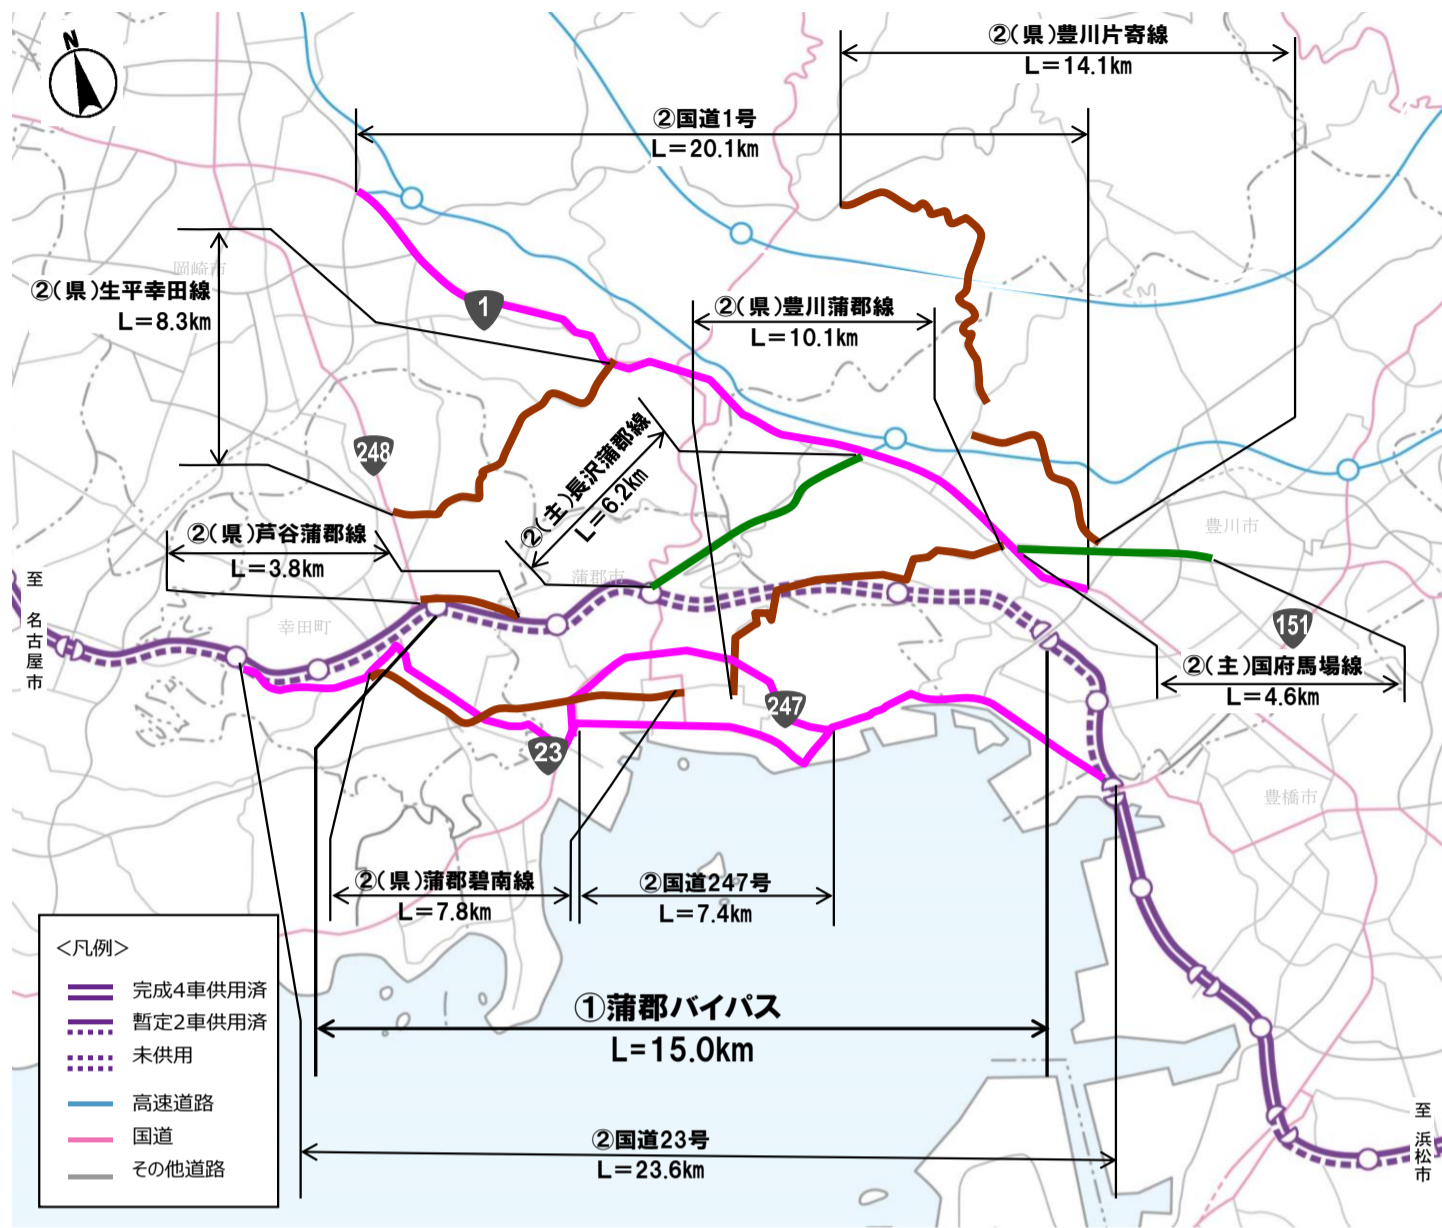 N
②(県)豊川片寄線
L=14.1km
②国道1号
L=20.1km
岡崎市
②(県)生平幸田線
L=8.3km
1
②(県)豊川蒲郡線
L=10.1km
248
②(主)長沢蒲郡線
L=6.2km
②(県)芦谷蒲郡線
L=3.8km
豊川市
蒲郡市
幸田町
至 名古屋市
151
②(主)国府馬場線
L=4.6km
247
23
豊橋市
②(県)蒲郡碧南線
L=7.8km
②国道247号
L=7.4km
①蒲郡バイパス
L=15.0km
②国道23号
L=23.6km
<凡例>
完成4車供用済
暫定2車供用済
未供用
高速道路
国道
その他道路
至 浜松市